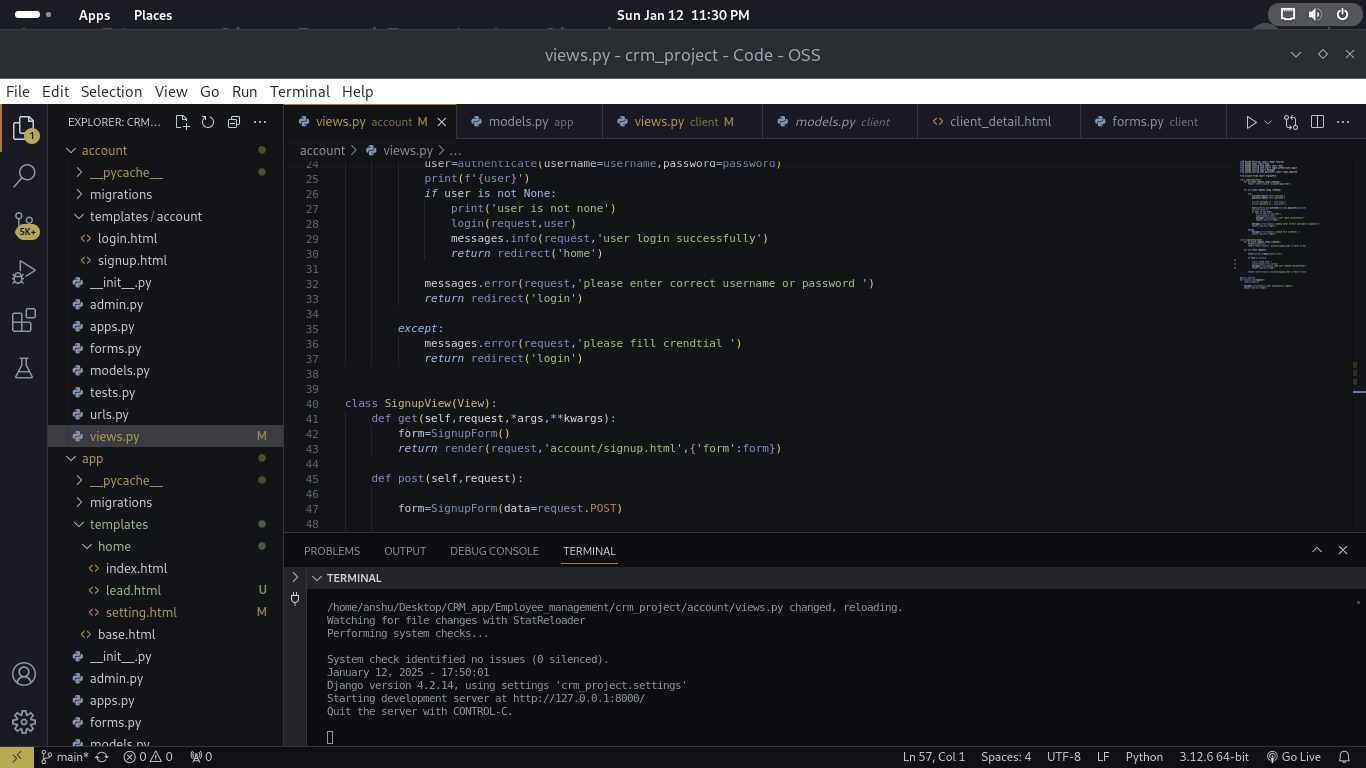 Apps Places Sun Jan 12 11:30 PM
views.py - crm_project - Code - OSS
File Edit Selection View Go Run Terminal Help
EXPLORER: CRM... ...
views.py account M models.py app views.py client M models.py client client_detail.html forms.py client ...
account > views.py > ...
1
5K+
account
__pycache__
migrations
templates/account
login.html
signup.html
__init__.py
admin.py
apps.py
forms.py
models.py
tests.py
urls.py
views.py M
app
__pycache__
migrations
templates
home
index.html
lead.html U
setting.html M
base.html
__init__.py
admin.py
apps.py
forms.py
models.py
24 user=authenticate(username=username,password=password)
25 print(f'{user}')
26 if user is not None:
27 print('user is not none')
28 login(request,user)
29 messages.info(request,'user login successfully')
30 return redirect('home')
31
32 messages.error(request,'please enter correct username or password ')
33 return redirect('login')
34
35 except:
36 messages.error(request,'please fill crendtial ')
37 return redirect('login')
38
39
40 class SignupView(View):
41 def get(self,request,*args,**kwargs):
42 form=SignupForm()
43 return render(request,'account/signup.html',{'form':form})
44
45 def post(self,request):
46
47 form=SignupForm(data=request.POST)
48
PROBLEMS OUTPUT DEBUG CONSOLE TERMINAL
TERMINAL
/home/anshu/Desktop/CRM_app/Employee_management/crm_project/account/views.py changed, reloading.
Watching for file changes with StatReloader
Performing system checks...
System check identified no issues (0 silenced).
January 12, 2025 - 17:50:01
Django version 4.2.14, using settings 'crm_project.settings'
Starting development server at http://127.0.0.1:8000/
Quit the server with CONTROL-C.
main* 0 0 0 Ln 57, Col 1 Spaces: 4 UTF-8 LF Python 3.12.6 64-bit Go Live